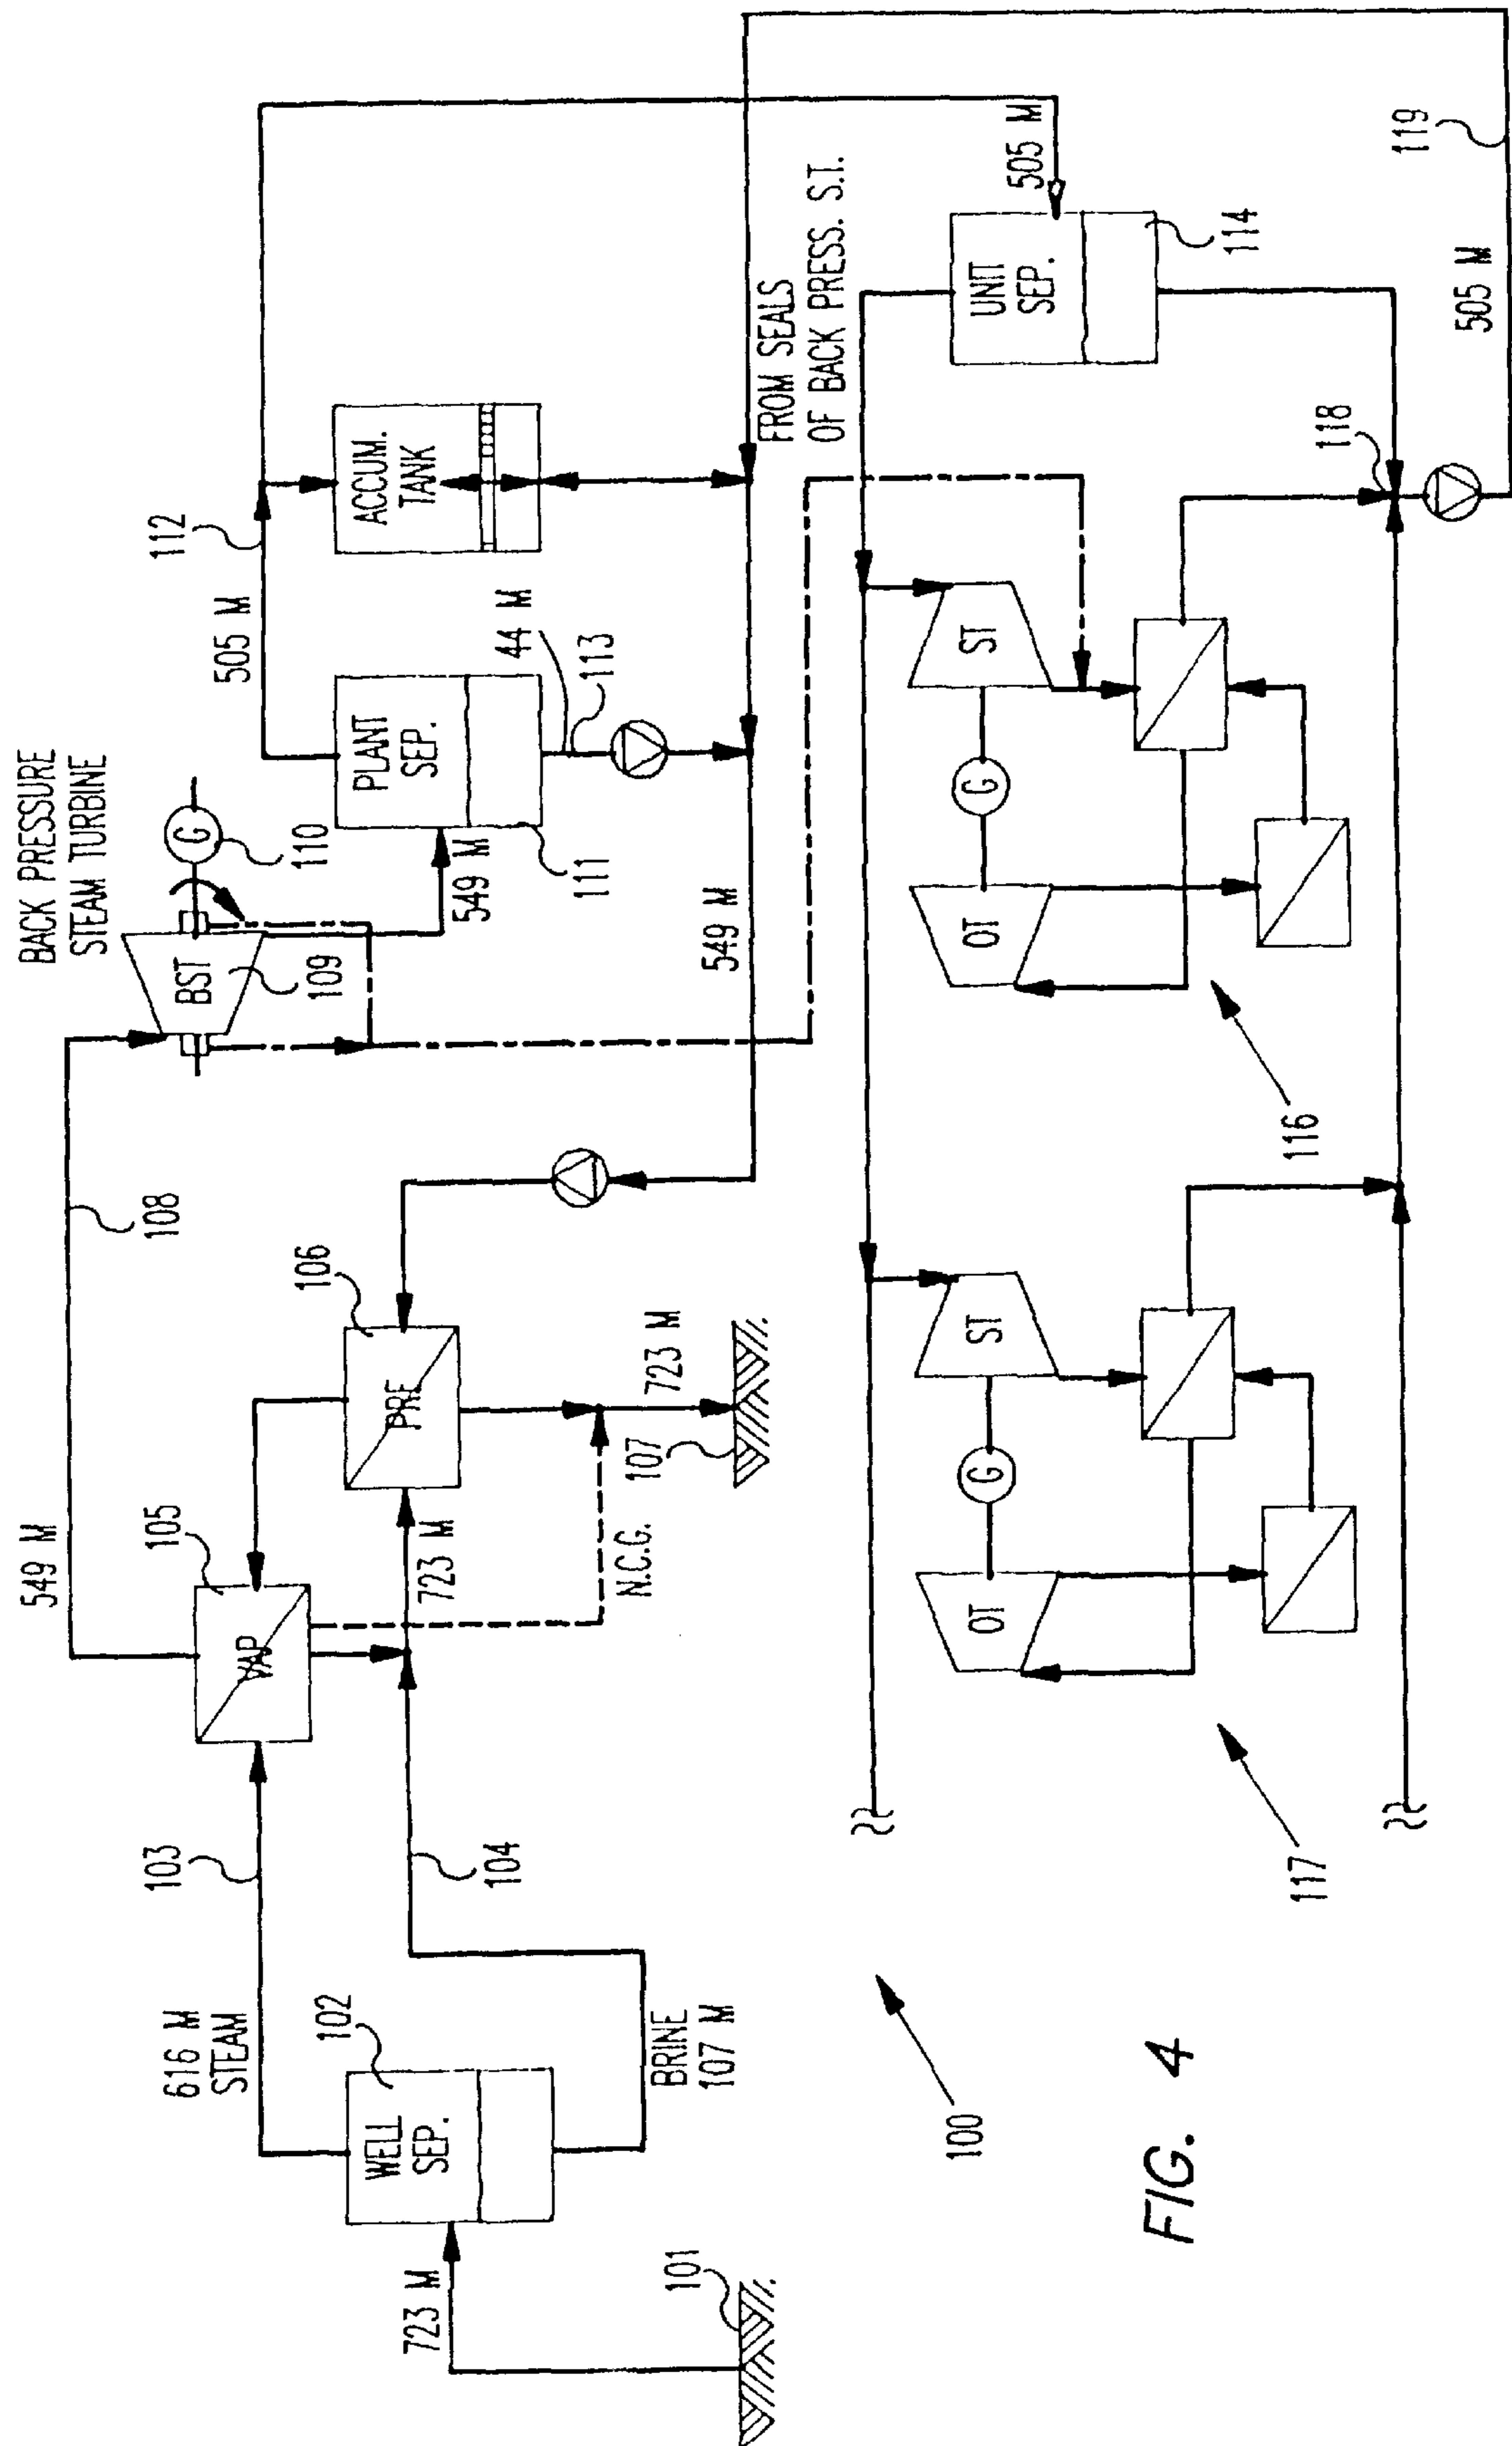 BACK PRESSURE
STEAM TURBINE
549 M
108
BST
109
G
110
505 M
112
616 M
STEAM
103
105
VAP
106
PRE
549 M
PLANT
SEP.
111
44 M
113
ACCUM.
TANK
102
WELL
SEP.
723 M
BRINE
107 M
104
723 M
N.C.G.
723 M
107
549 M
FROM SEALS
OF BACK PRESS. S.T.
101
505 M
UNIT
SEP.
114
ST
G
OT
ST
G
OT
100
117
116
118
119
505 M
FIG. 4